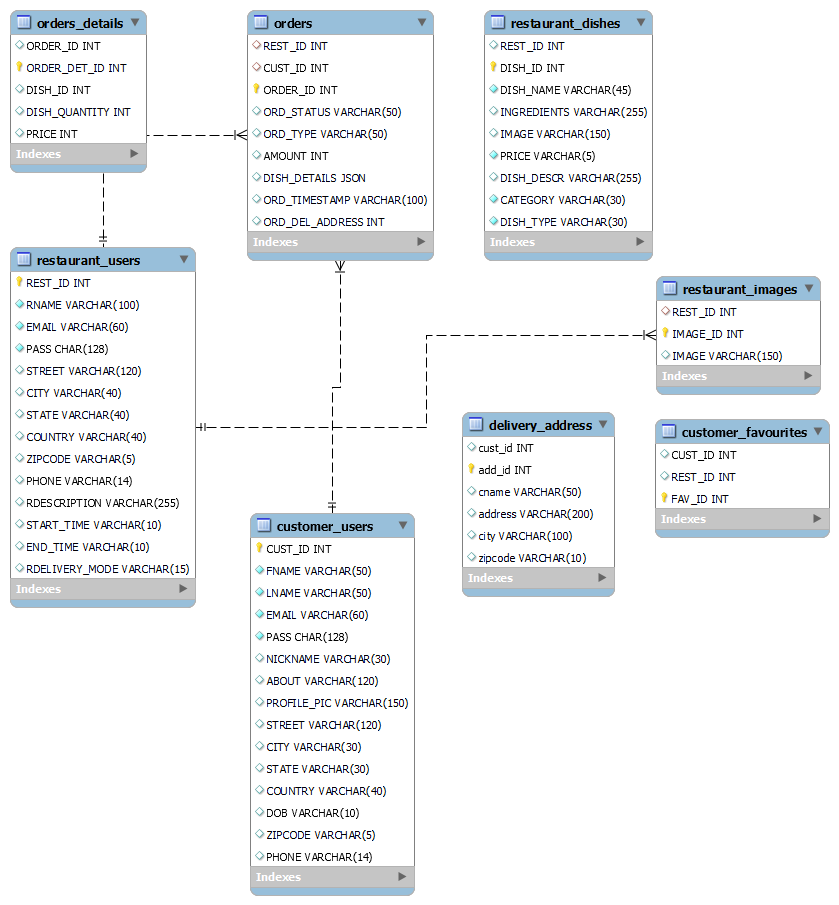 orders_details
ORDER_ID INT
ORDER_DET_ID INT
DISH_ID INT
DISH_QUANTITY INT
PRICE INT
Indexes
orders
REST_ID INT
CUST_ID INT
ORDER_ID INT
ORD_STATUS VARCHAR(50)
ORD_TYPE VARCHAR(50)
AMOUNT INT
DISH_DETAILS JSON
ORD_TIMESTAMP VARCHAR(100)
ORD_DEL_ADDRESS INT
Indexes
restaurant_dishes
REST_ID INT
DISH_ID INT
DISH_NAME VARCHAR(45)
INGREDIENTS VARCHAR(255)
IMAGE VARCHAR(150)
PRICE VARCHAR(5)
DISH_DESCR VARCHAR(255)
CATEGORY VARCHAR(30)
DISH_TYPE VARCHAR(30)
Indexes
restaurant_users
REST_ID INT
RNAME VARCHAR(100)
EMAIL VARCHAR(60)
PASS CHAR(128)
STREET VARCHAR(120)
CITY VARCHAR(40)
STATE VARCHAR(40)
COUNTRY VARCHAR(40)
ZIPCODE VARCHAR(5)
PHONE VARCHAR(14)
RDESCRIPTION VARCHAR(255)
START_TIME VARCHAR(10)
END_TIME VARCHAR(10)
RDELIVERY_MODE VARCHAR(15)
Indexes
restaurant_images
REST_ID INT
IMAGE_ID INT
IMAGE VARCHAR(150)
Indexes
delivery_address
cust_id INT
add_id INT
cname VARCHAR(50)
address VARCHAR(200)
city VARCHAR(100)
zipcode VARCHAR(10)
Indexes
customer_favourites
CUST_ID INT
REST_ID INT
FAV_ID INT
Indexes
customer_users
CUST_ID INT
FNAME VARCHAR(50)
LNAME VARCHAR(50)
EMAIL VARCHAR(60)
PASS CHAR(128)
NICKNAME VARCHAR(30)
ABOUT VARCHAR(120)
PROFILE_PIC VARCHAR(150)
STREET VARCHAR(120)
CITY VARCHAR(30)
STATE VARCHAR(30)
COUNTRY VARCHAR(40)
DOB VARCHAR(10)
ZIPCODE VARCHAR(5)
PHONE VARCHAR(14)
Indexes